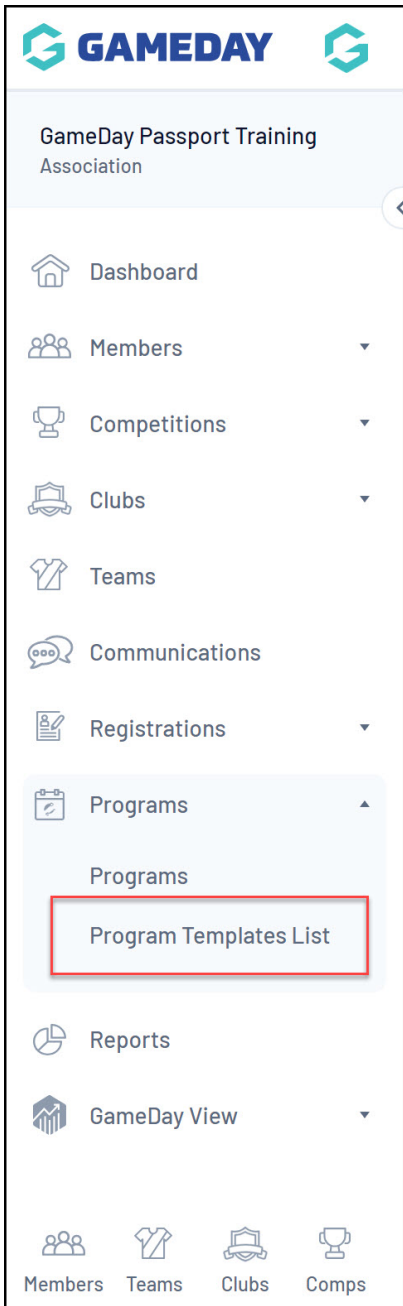 GAMEDAY
GameDay Passport Training
Association
Dashboard
Members
Competitions
Clubs
Teams
Communications
Registrations
Programs
Programs
Program Templates List
Reports
GameDay View
Members Teams Clubs Comps